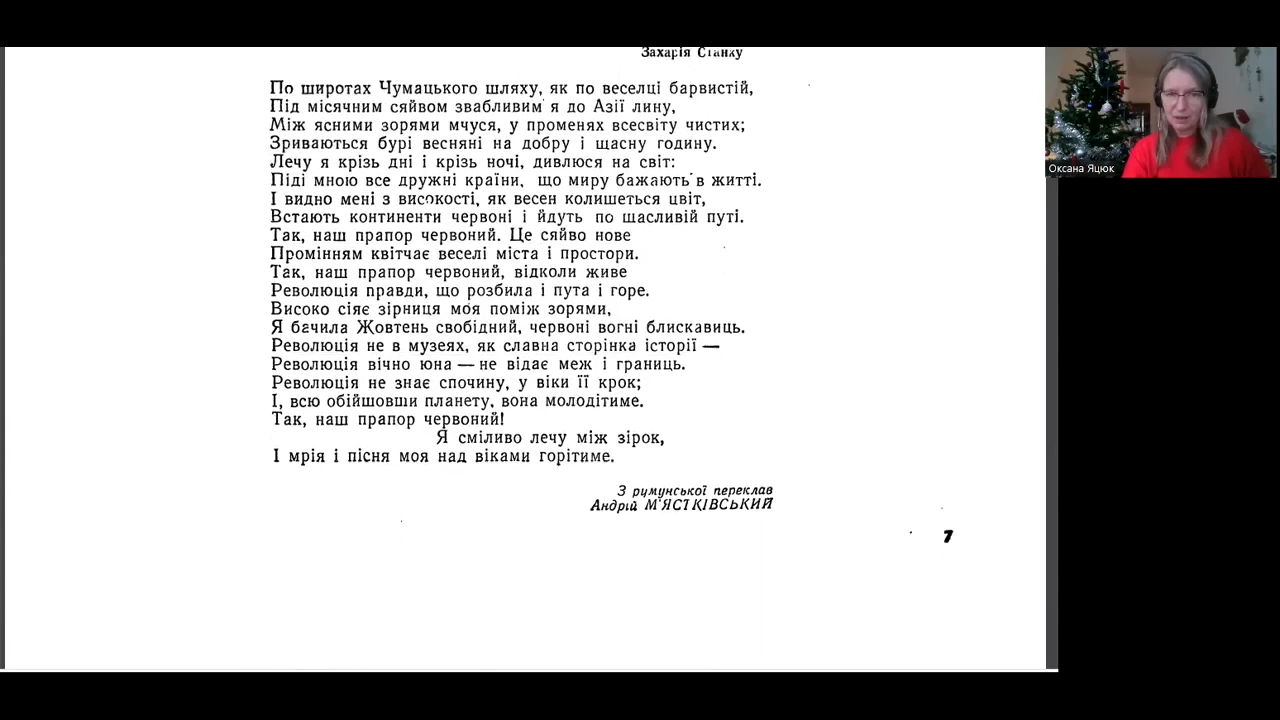 Захарія Станку
По широтах Чумацького шляху, як по веселці барвистій,
Під місячним сяйвом звабливим я до Азії лину,
Між ясними зорями мчуся, у променях всесвіту чистих;
Зриваються бурі весняні на добру і щасну годину.
Лечу я крізь дні і крізь ночі, дивлюся на світ:
Піді мною все дружні країни, що миру бажають в житті.
І видно мені з високості, як весен колишеться цвіт,
Встають континенти червоні і йдуть по щасливій путі.
Так, наш прапор червоний. Це сяйво нове
Промінням квітчає веселі міста і простори.
Так, наш прапор червоний, відколи живе
Революція правди, що розбила і пута і горе.
Високо сіяє зірниця моя поміж зорями,
Я бачила Жовтень свобідний, червоні вогні блискавиць.
Революція не в музеях, як славна сторінка історії —
Революція вічно юна — не відає меж і границь.
Революція не знає спочину, у віки її крок;
І, всю обійшовши планету, вона молодітиме.
Так, наш прапор червоний!
Я сміливо лечу між зірок,
І мрія і пісня моя над віками горітиме.
З румунської переклав
Андрій М'ЯСТКІВСЬКИЙ
7
Оксана Яцюк